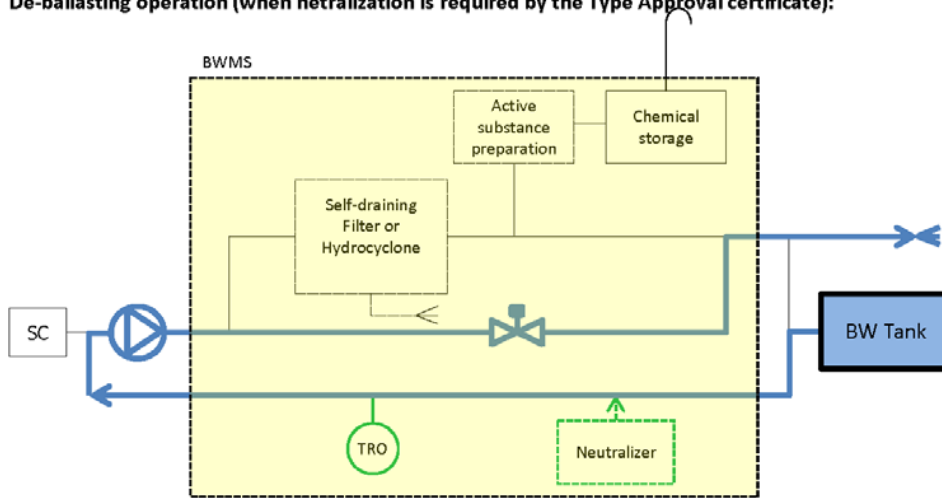 De-ballasting operation (when netralization is required by the Type Approval certificate):
BWMS
Active
substance
preparation
Chemical
storage
Self-draining
Filter or
Hydrocyclone
SC
BW Tank
TRO
Neutralizer